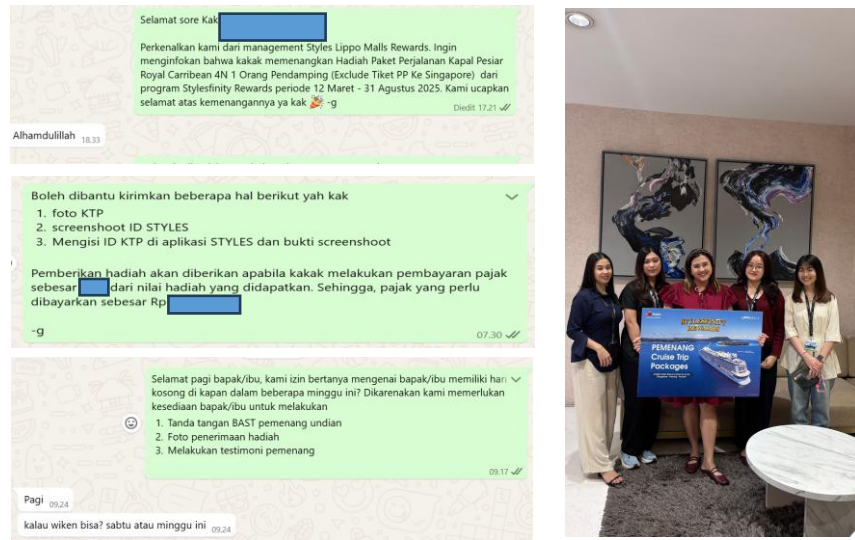 Selamat sore Kak
Perkenalkan kami dari management Styles Lippo Malls Rewards. Ingin
menginfokan bahwa kakak memenangkan Hadiah Paket Perjalanan Kapal Pesiar
Royal Carribean 4N 1 Orang Pendamping (Exclude Tiket PP Ke Singapore) dari
program Stylesfinity Rewards periode 12 Maret - 31 Agustus 2025. Kami ucapkan
selamat atas kemenangannya ya kak 🎉 -g
Diedit 17.21
Alhamdulillah 18.33
Boleh dibantu kirimkan beberapa hal berikut yah kak
1. foto KTP
2. screenshoot ID STYLES
3. Mengisi ID KTP di aplikasi STYLES dan bukti screenshoot
Pemberikan hadiah akan diberikan apabila kakak melakukan pembayaran pajak
sebesar dari nilai hadiah yang didapatkan. Sehingga, pajak yang perlu
dibayarkan sebesar Rp
-g
07.30
Selamat pagi bapak/ibu, kami izin bertanya mengenai bapak/ibu memiliki hari
kosong di kapan dalam beberapa minggu ini? Dikarenakan kami memerlukan
kesediaan bapak/ibu untuk melakukan
1. Tanda tangan BAST pemenang undian
2. Foto penerimaan hadiah
3. Melakukan testimoni pemenang
09.17
Pagi 09.24
kalau wiken bisa? sabtu atau minggu ini 09.24
STYLESFINITY
REWARDS
PEMENANG
Cruise Trip
Packages